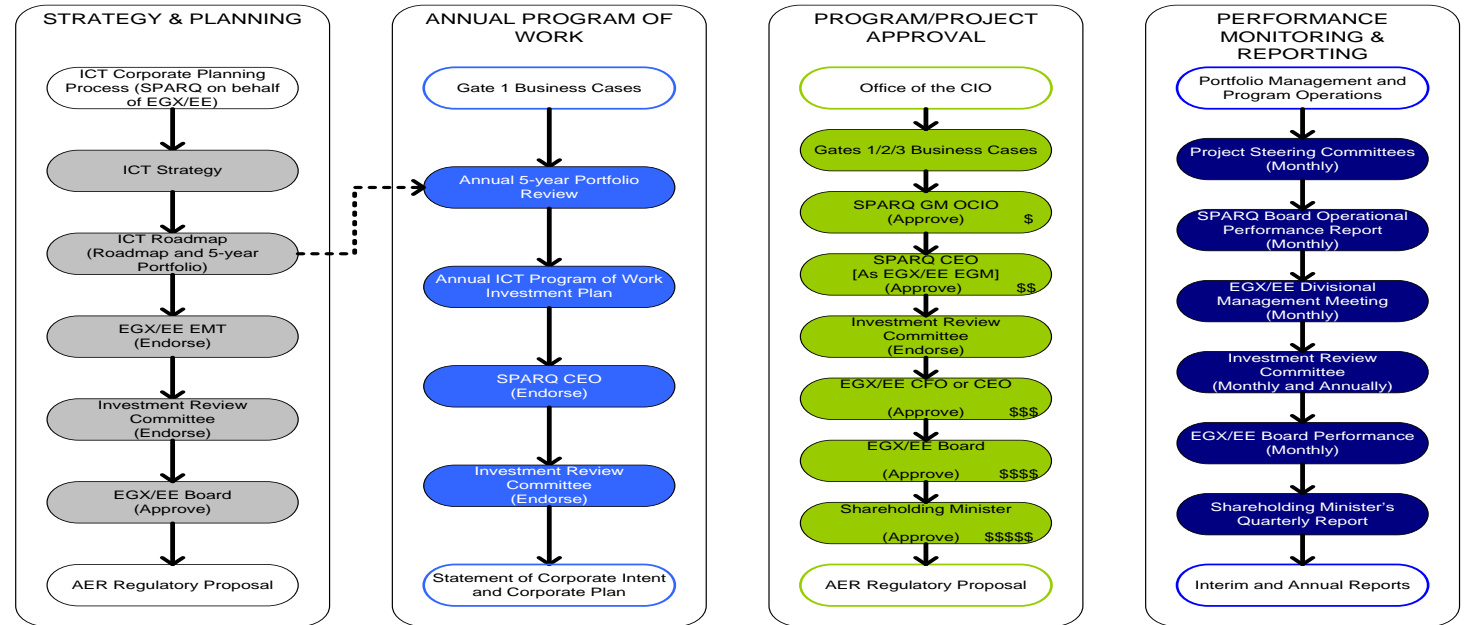 STRATEGY & PLANNING
ICT Corporate Planning
Process (SPARQ on behalf
of EGX/EE)
ICT Strategy
ICT Roadmap
(Roadmap and 5-year
Portfolio)
EGX/EE EMT
(Endorse)
Investment Review
Committee
(Endorse)
EGX/EE Board
(Approve)
AER Regulatory Proposal
ANNUAL PROGRAM OF
WORK
Gate 1 Business Cases
Annual 5-year Portfolio
Review
Annual ICT Program of Work
Investment Plan
SPARQ CEO
(Endorse)
Investment Review
Committee
(Endorse)
Statement of Corporate Intent
and Corporate Plan
PROGRAM/PROJECT
APPROVAL
Office of the CIO
Gates 1/2/3 Business Cases
SPARQ GM OCIO
(Approve) $
SPARQ CEO
[As EGX/EE EGM]
(Approve) $$
Investment Review
Committee
(Endorse)
EGX/EE CFO or CEO
(Approve) $$$
EGX/EE Board
(Approve) $$$$
Shareholding Minister
(Approve) $$$$$
AER Regulatory Proposal
PERFORMANCE
MONITORING &
REPORTING
Portfolio Management and
Program Operations
Project Steering Committees
(Monthly)
SPARQ Board Operational
Performance Report
(Monthly)
EGX/EE Divisional
Management Meeting
(Monthly)
Investment Review
Committee
(Monthly and Annually)
EGX/EE Board Performance
(Monthly)
Shareholding Minister's
Quarterly Report
Interim and Annual Reports